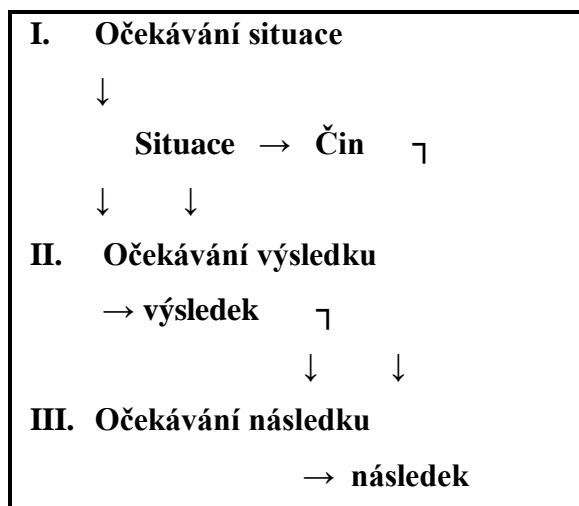 I. Očekávání situace
↓
Situace → Čin ┐
↓ ↓
II. Očekávání výsledku
→ výsledek ┐
↓ ↓
III. Očekávání následku
→ následek